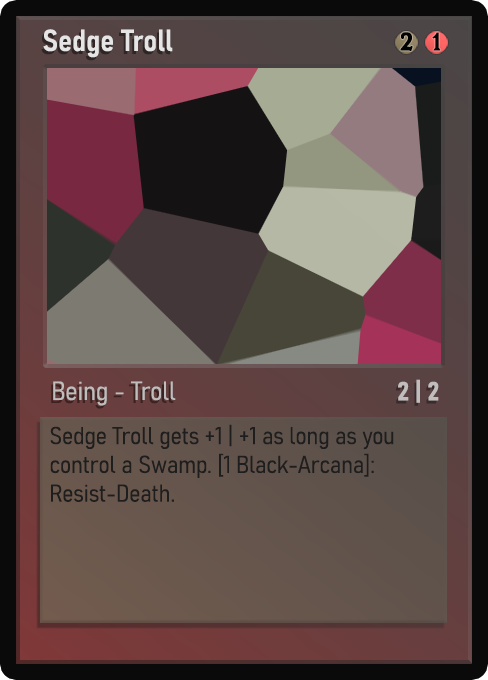 Sedge Troll 2 1
Being - Troll 2|2
Sedge Troll gets +1 | +1 as long as you
control a Swamp. [1 Black-Arcana]:
Resist-Death.